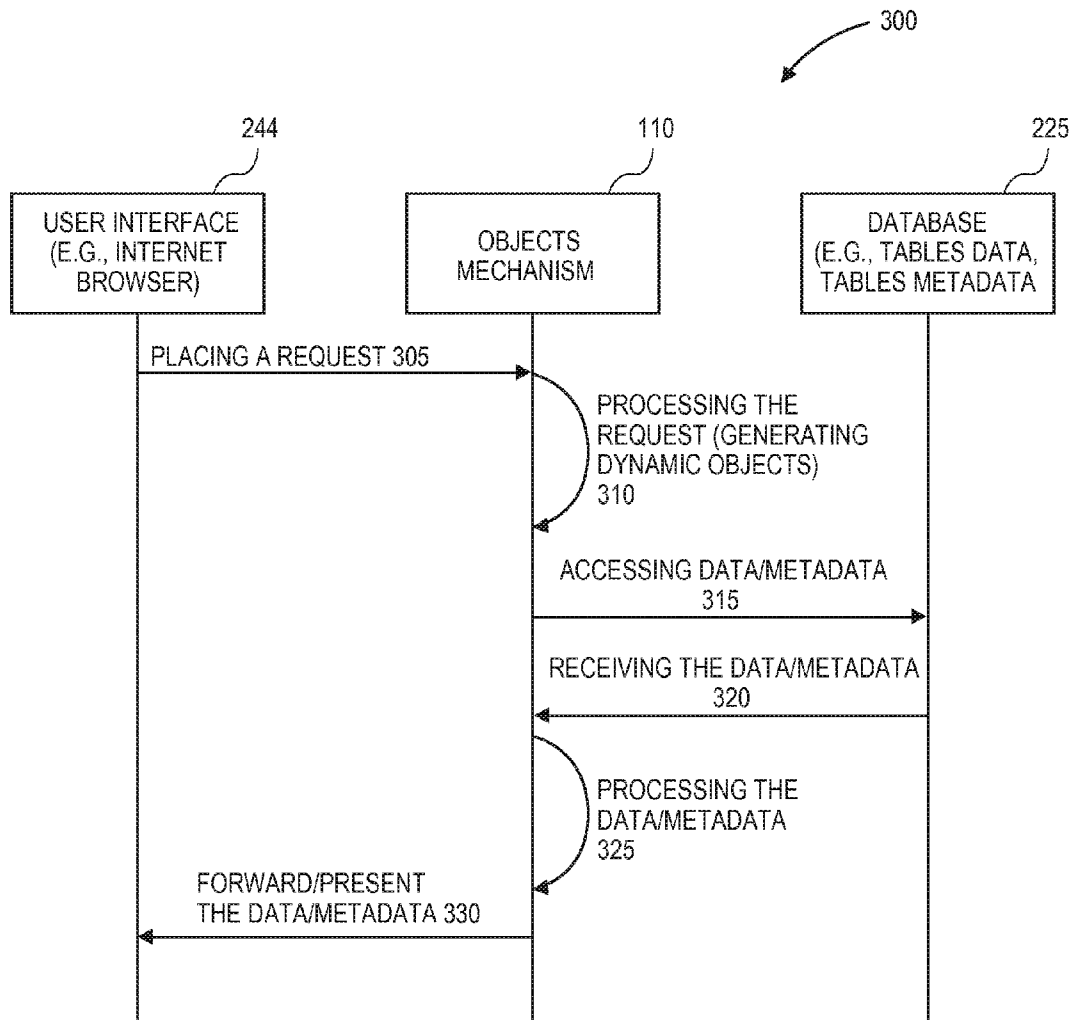 300
244
110
225
USER INTERFACE
(E.G., INTERNET
BROWSER)
OBJECTS
MECHANISM
DATABASE
(E.G., TABLES DATA,
TABLES METADATA
PLACING A REQUEST 305
PROCESSING THE
REQUEST (GENERATING
DYNAMIC OBJECTS)
310
ACCESSING DATA/METADATA
315
RECEIVING THE DATA/METADATA
320
PROCESSING THE
DATA/METADATA
325
FORWARD/PRESENT
THE DATA/METADATA 330